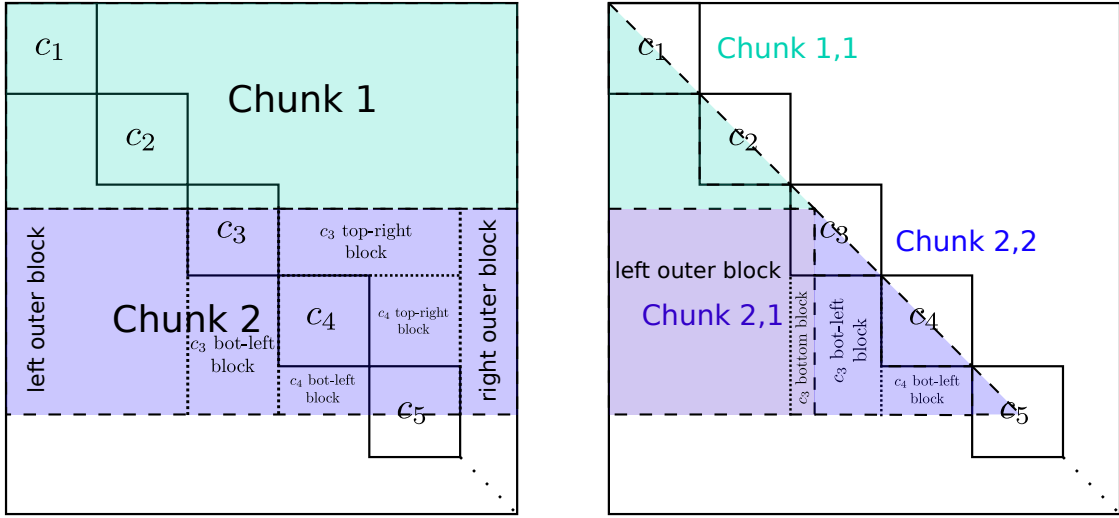 c₁
Chunk 1
c₂
left outer block
c₃
c₃ top-right
block
right outer block
Chunk 2
c₃ bot-left
block
c₄
c₄ top-right
block
c₄ bot-left
block
c₅
c₁
Chunk 1,1
c₂
c₃
Chunk 2,2
left outer block
Chunk 2,1
c₃ bottom block
c₃ bot-left
block
c₄
c₄ bot-left
block
c₅